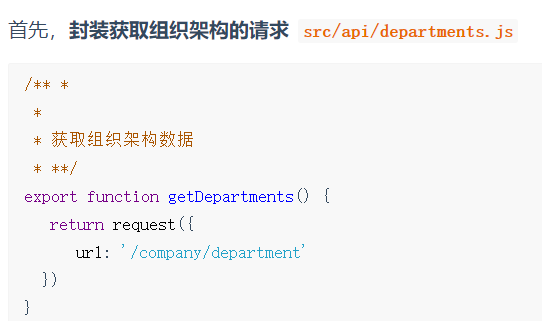 首先，封装获取组织架构的请求 src/api/departments.js
/** *
 *
 * 获取组织架构数据
 * **/
export function getDepartments() {
  return request({
    url: '/company/department'
  })
}